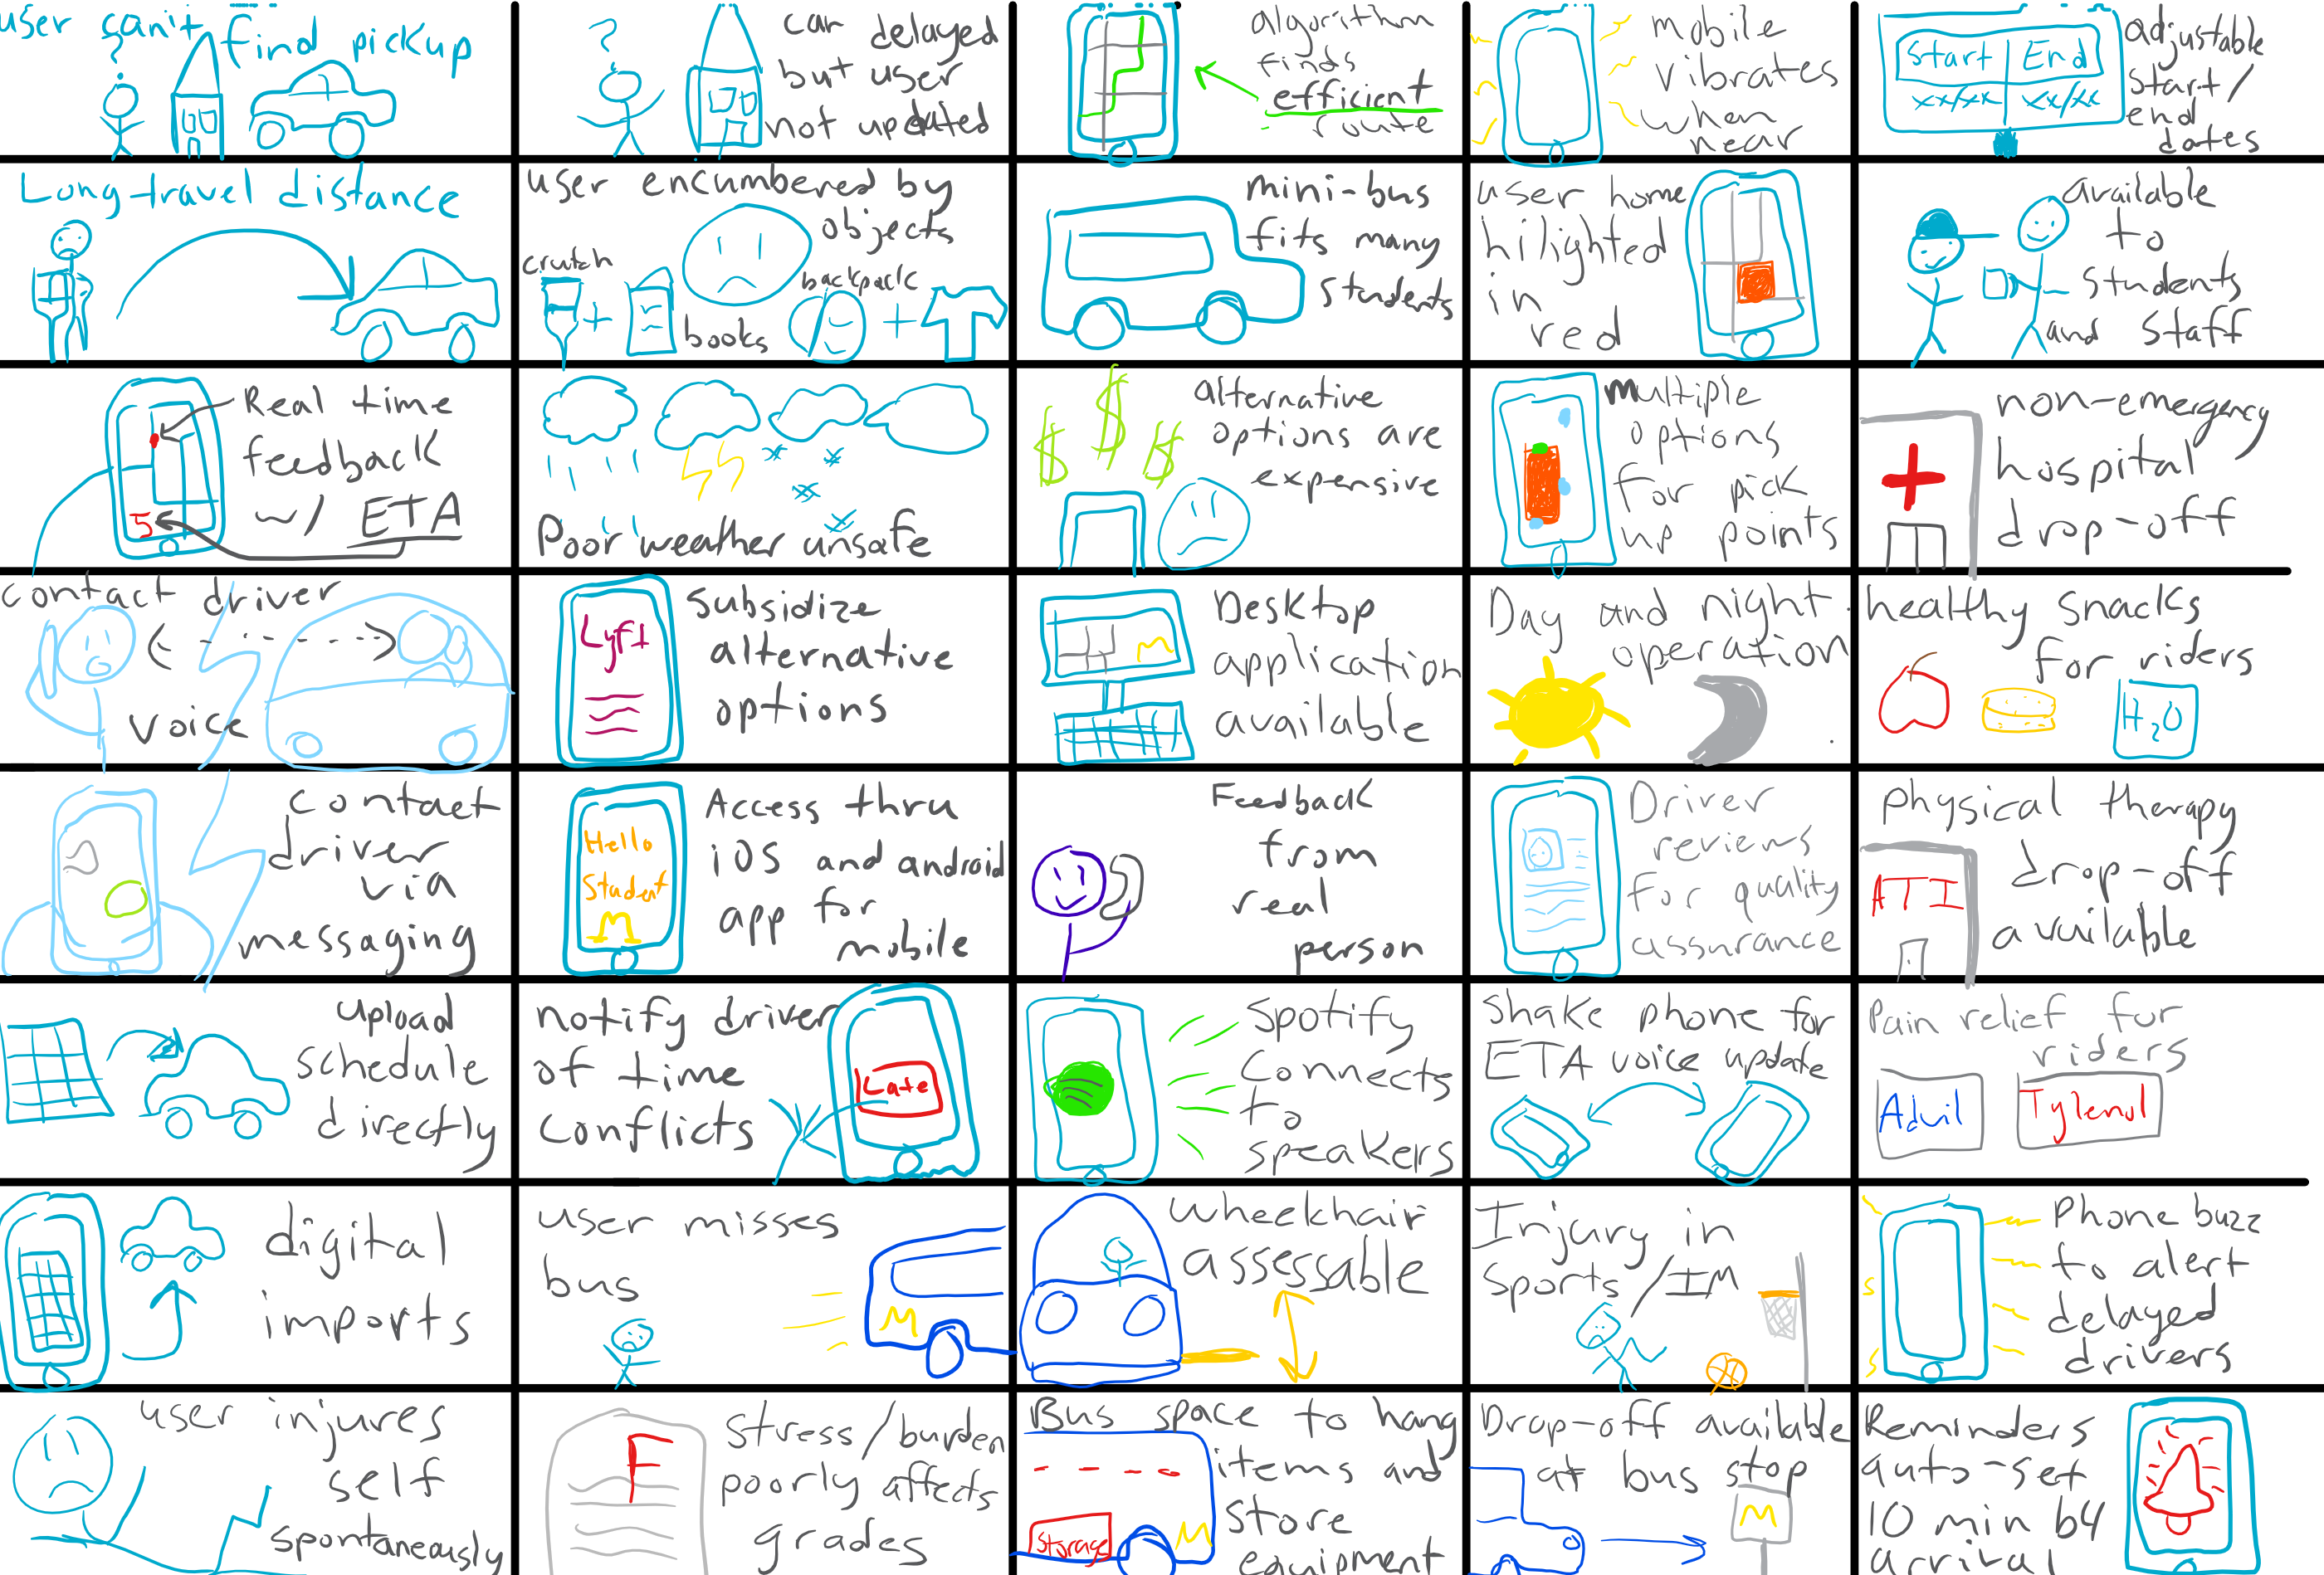 user can't find pickup
?
?
car delayed
but user
not updated
algorithm
finds
efficient
route
mobile
vibrates
when
near
Start End
xx/xx xx/xx
adjustable
start/
end
dates
Long travel distance
user encumbered by
objects
crutch
+
books
backpack
+
mini-bus
fits many
students
user home
hilighted
in
red
available
to
students
and staff
Real time
feedback
w/ ETA
5
Poor weather unsafe
$ $ $
alternative
options are
expensive
Multiple
options
for pick
up points
non-emergency
hospital
drop-off
contact driver
voice
Lyft
Subsidize
alternative
options
Desktop
application
available
M
Day and night
operation
healthy snacks
for riders
H2O
contact
driver
via
messaging
Hello
Student
M
Access thru
iOS and android
app for
mobile
Feedback
from
real
person
Driver
reviews
for quality
assurance
Physical therapy
drop-off
available
ATI
upload
schedule
directly
notify driver
of time
conflicts
Late
Spotify
connects
to
speakers
Shake phone for
ETA voice update
Pain relief for
riders
Advil
Tylenol
digital
imports
user misses
bus
M
wheekhair
assessable
Injury in
sports/IM
Phone buzz
to alert
delayed
drivers
user injures
self
spontaneously
F
Stress/burden
poorly affects
grades
Bus space to hang
items and
store
equipment
Storage
M
Drop-off available
at bus stop
M
Reminders
auto-set
10 min b4
arrival